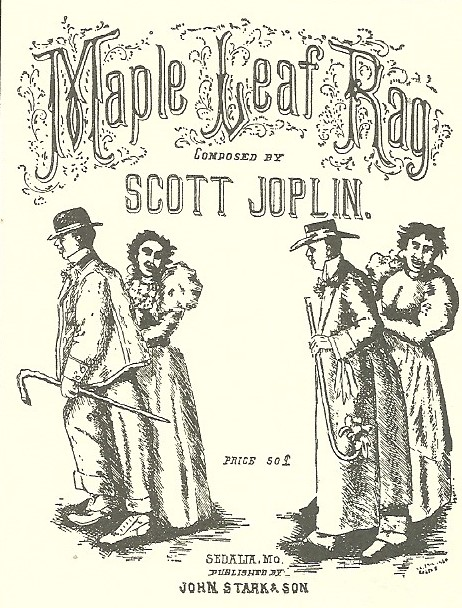 Maple Leaf Rag
COMPOSED BY
SCOTT JOPLIN.
PRICE 50¢
SEDALIA, MO.
PUBLISHED BY
JOHN STARK & SON